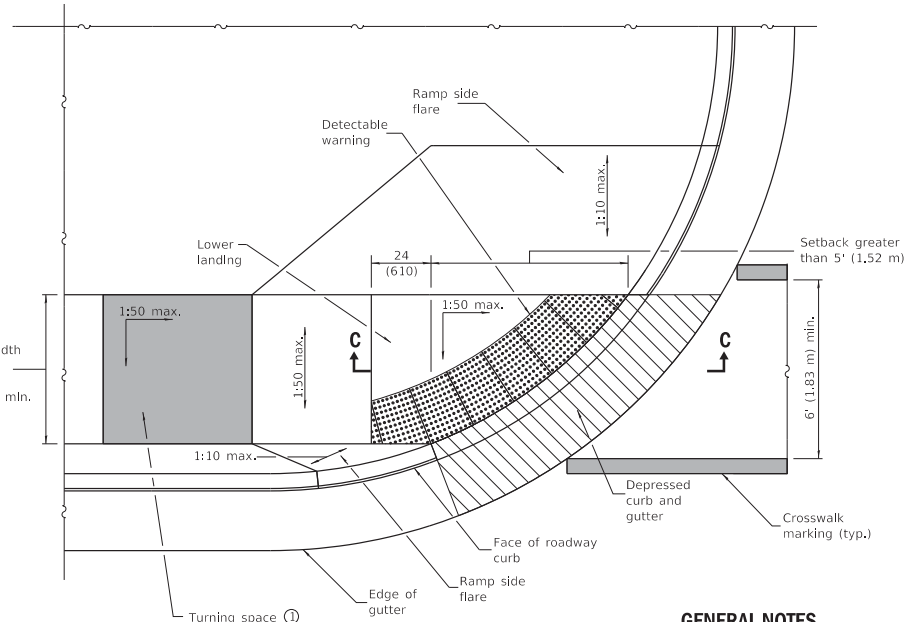 Ramp side
flare
Detectable
warning
1:10 max.
Lower
landing
24
(610)
Setback greater
than 5' (1.52 m)
1:50 max.
1:50 max.
1:50 max.
C
C
6' (1.83 m) min.
dth
min.
1:10 max.
Depressed
curb and
gutter
Crosswalk
marking (typ.)
Face of roadway
curb
Ramp side
flare
Edge of
gutter
Turning space ①
GENERAL NOTES